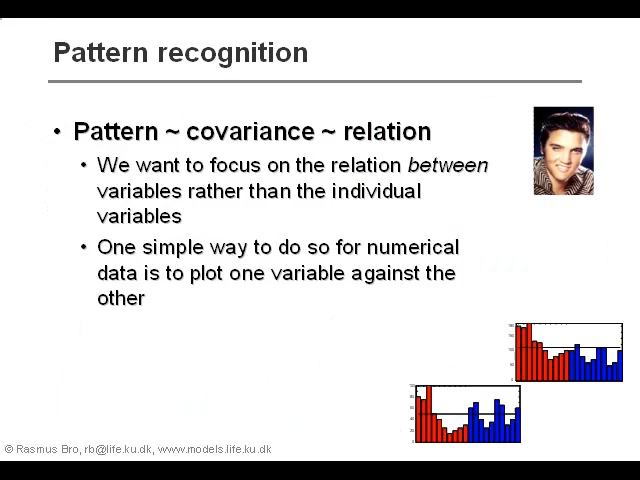 Pattern recognition
• Pattern ~ covariance ~ relation
• We want to focus on the relation between
variables rather than the individual
variables
• One simple way to do so for numerical
data is to plot one variable against the
other
© Rasmus Bro, rb@life.ku.dk, www.models.life.ku.dk